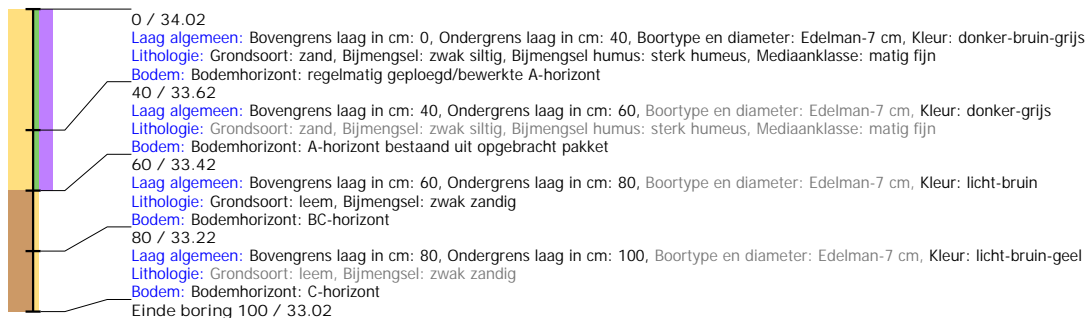 0 / 34.02
Laag algemeen: Bovengrens laag in cm: 0, Ondergrens laag in cm: 40, Boortype en diameter: Edelman-7 cm, Kleur: donker-bruin-grijs
Lithologie: Grondsoort: zand, Bijmengsel: zwak siltig, Bijmengsel humus: sterk humeus, Mediaanklasse: matig fijn
Bodem: Bodemhorizont: regelmatig geploegd/bewerkte A-horizont
40 / 33.62
Laag algemeen: Bovengrens laag in cm: 40, Ondergrens laag in cm: 60, Boortype en diameter: Edelman-7 cm, Kleur: donker-grijs
Lithologie: Grondsoort: zand, Bijmengsel: zwak siltig, Bijmengsel humus: sterk humeus, Mediaanklasse: matig fijn
Bodem: Bodemhorizont: A-horizont bestaand uit opgebracht pakket
60 / 33.42
Laag algemeen: Bovengrens laag in cm: 60, Ondergrens laag in cm: 80, Boortype en diameter: Edelman-7 cm, Kleur: licht-bruin
Lithologie: Grondsoort: leem, Bijmengsel: zwak zandig
Bodem: Bodemhorizont: BC-horizont
80 / 33.22
Laag algemeen: Bovengrens laag in cm: 80, Ondergrens laag in cm: 100, Boortype en diameter: Edelman-7 cm, Kleur: licht-bruin-geel
Lithologie: Grondsoort: leem, Bijmengsel: zwak zandig
Bodem: Bodemhorizont: C-horizont
Einde boring 100 / 33.02